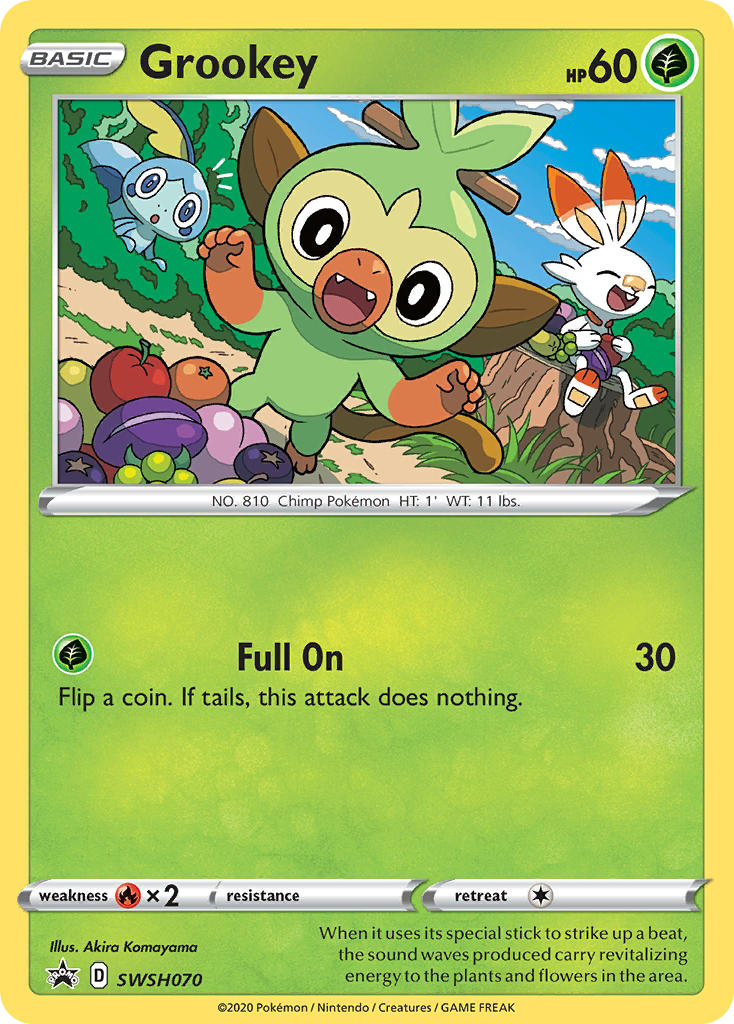 BASIC Grookey HP60
NO. 810 Chimp Pokémon HT: 1' WT: 11 lbs.
Full On 30
Flip a coin. If tails, this attack does nothing.
weakness ×2 resistance retreat
Illus. Akira Komayama
When it uses its special stick to strike up a beat,
the sound waves produced carry revitalizing
energy to the plants and flowers in the area.
PROMO D SWSH070
©2020 Pokémon / Nintendo / Creatures / GAME FREAK